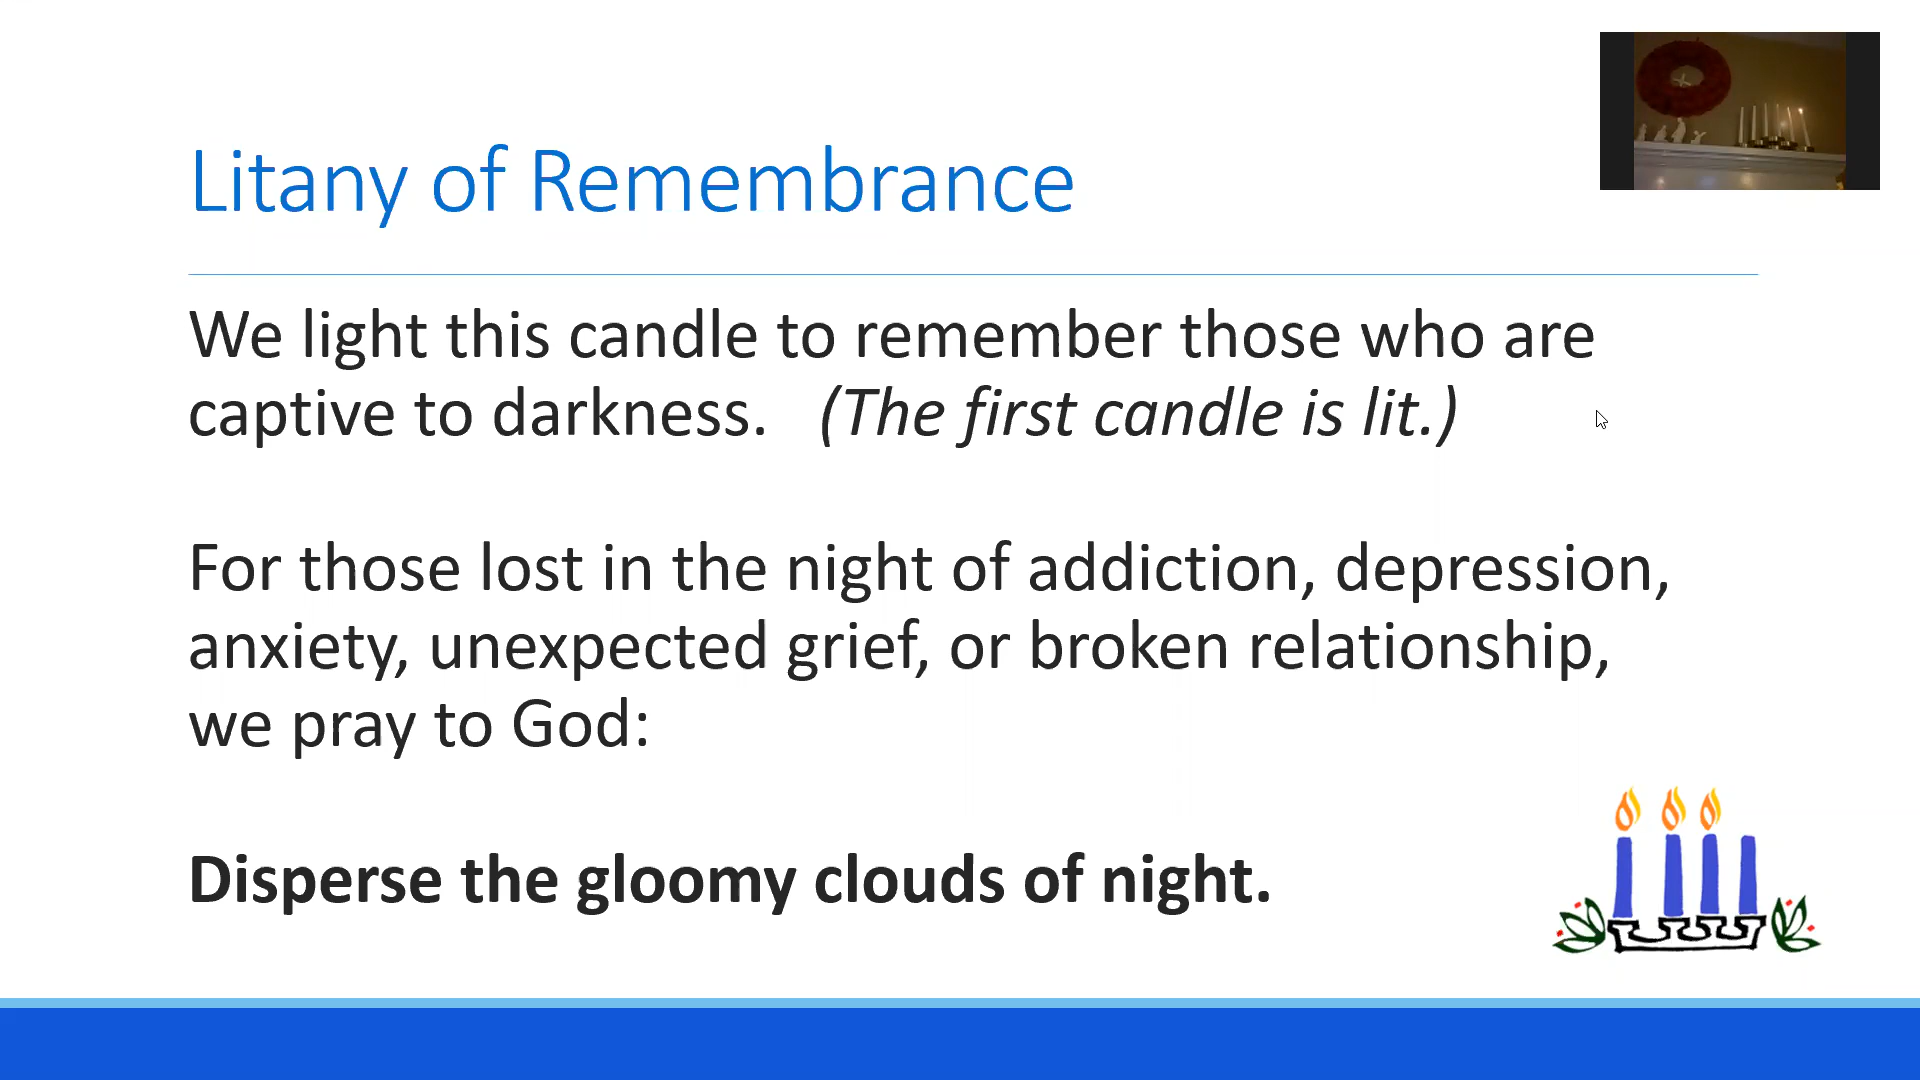 Litany of Remembrance
We light this candle to remember those who are
captive to darkness. (The first candle is lit.)
For those lost in the night of addiction, depression,
anxiety, unexpected grief, or broken relationship,
we pray to God:
Disperse the gloomy clouds of night.